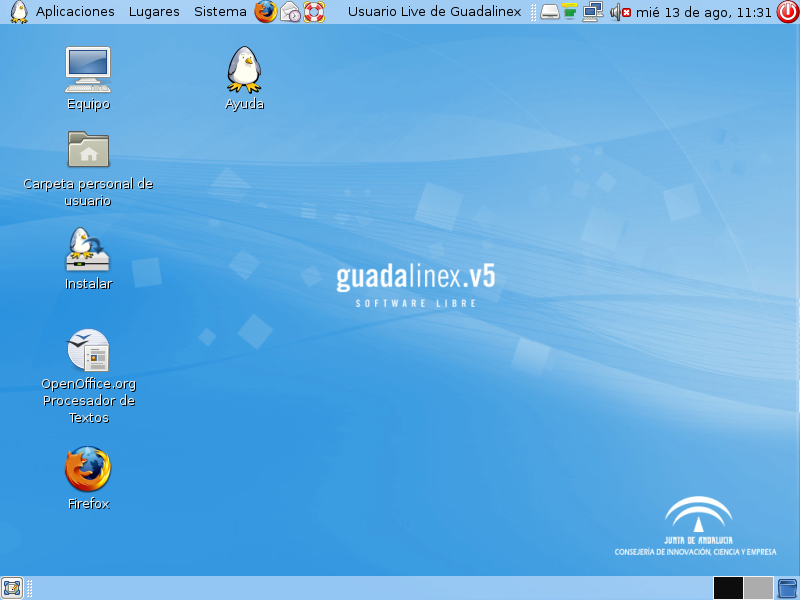 Aplicaciones Lugares Sistema Usuario Live de Guadalinex mié 13 de ago, 11:31
Equipo
Ayuda
Carpeta personal de
usuario
Instalar
guadalinex.v5
SOFTWARE LIBRE
OpenOffice.org
Procesador de
Textos
Firefox
JUNTA DE ANDALUCIA
CONSEJERÍA DE INNOVACIÓN, CIENCIA Y EMPRESA